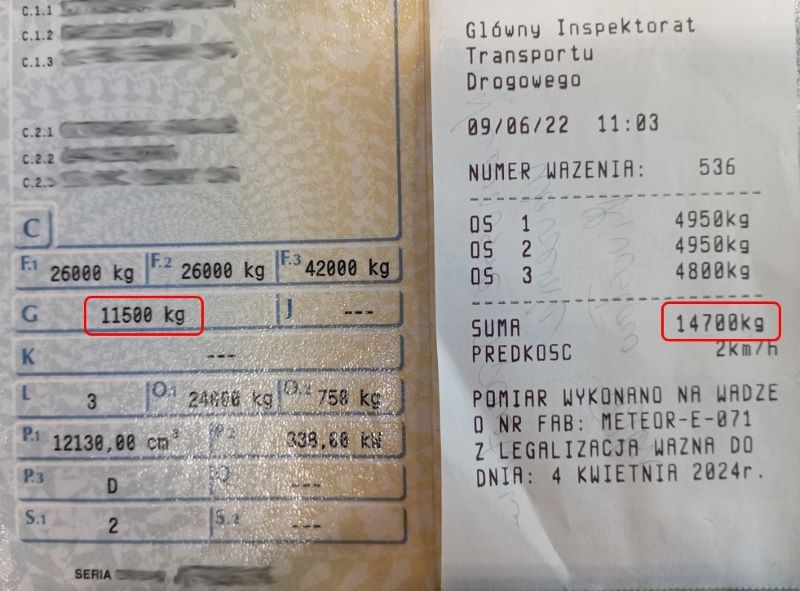 C.1.1
C.1.2
C.1.3
C.2.1
C.2.2
C.2.3
C
F.1 26000 kg F.2 26000 kg F.3 42000 kg
G 11500 kg J ---
K ---
L 3 O.1 24000 kg O.2 750 kg
P.1 12130,00 cm³ P.2 338,60 kW
P.3 D Q ---
S.1 2 S.2 ---
SERIA
Główny Inspektorat
Transportu
Drogowego
09/06/22 11:03
NUMER WAZENIA: 536
OS 1 4950kg
OS 2 4950kg
OS 3 4800kg
SUMA 14700kg
PREDKOSC 2km/h
POMIAR WYKONANO NA WADZE
O NR FAB: METEOR-E-071
Z LEGALIZACJA WAZNA DO
DNIA: 4 KWIETNIA 2024r.